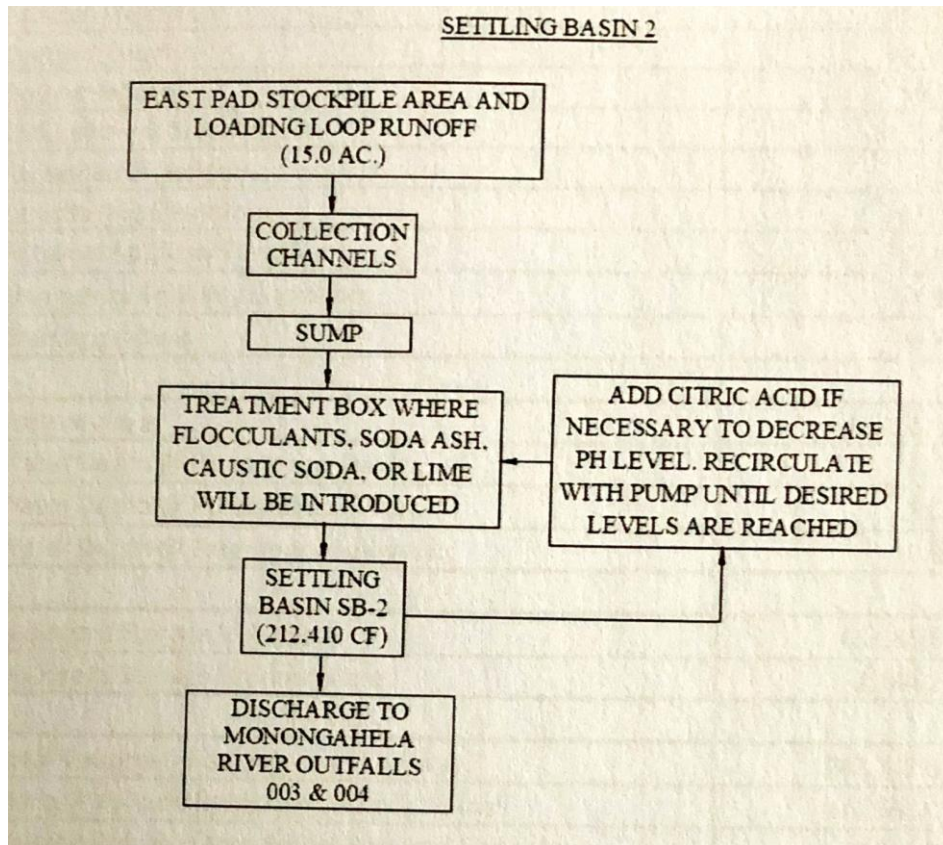 SETTLING BASIN 2
EAST PAD STOCKPILE AREA AND
LOADING LOOP RUNOFF
(15.0 AC.)
COLLECTION
CHANNELS
SUMP
TREATMENT BOX WHERE
FLOCCULANTS, SODA ASH,
CAUSTIC SODA, OR LIME
WILL BE INTRODUCED
ADD CITRIC ACID IF
NECESSARY TO DECREASE
PH LEVEL. RECIRCULATE
WITH PUMP UNTIL DESIRED
LEVELS ARE REACHED
SETTLING
BASIN SB-2
(212.410 CF)
DISCHARGE TO
MONONGAHELA
RIVER OUTFALLS
003 & 004